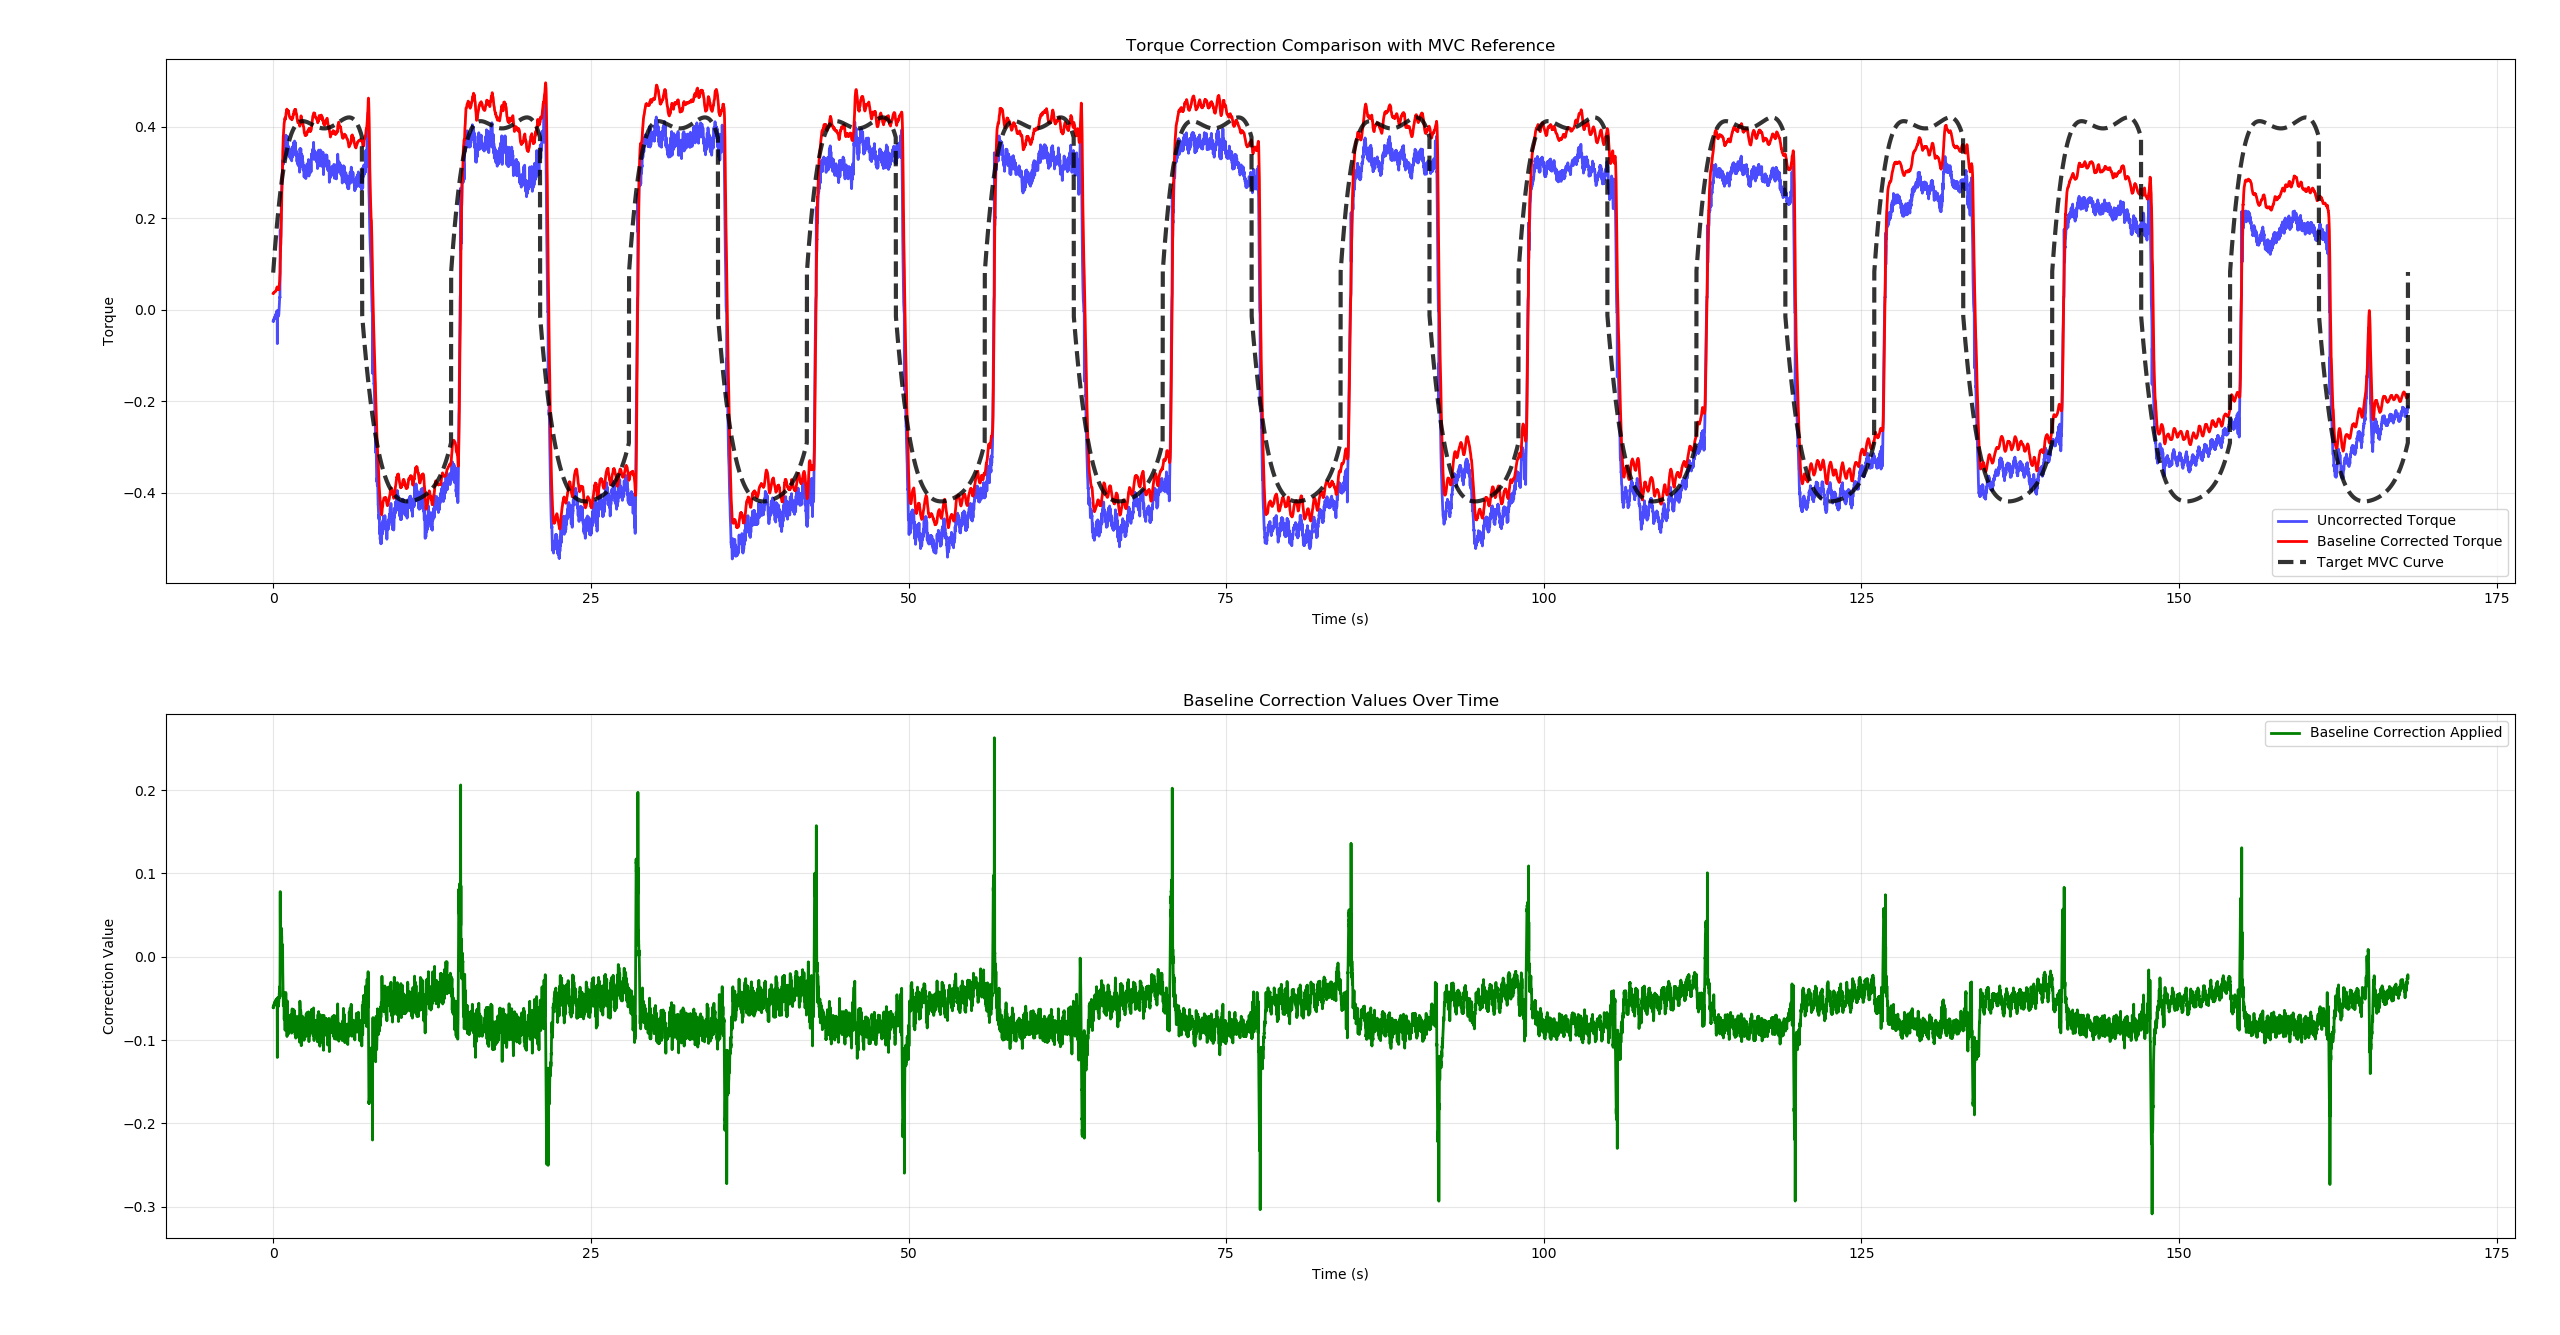 Torque Correction Comparison with MVC Reference
Torque
0.4
0.2
0.0
−0.2
−0.4
0 25 50 75 100 125 150 175
Time (s)
Uncorrected Torque
Baseline Corrected Torque
Target MVC Curve
Baseline Correction Values Over Time
Correction Value
0.2
0.1
0.0
−0.1
−0.2
−0.3
0 25 50 75 100 125 150 175
Time (s)
Baseline Correction Applied